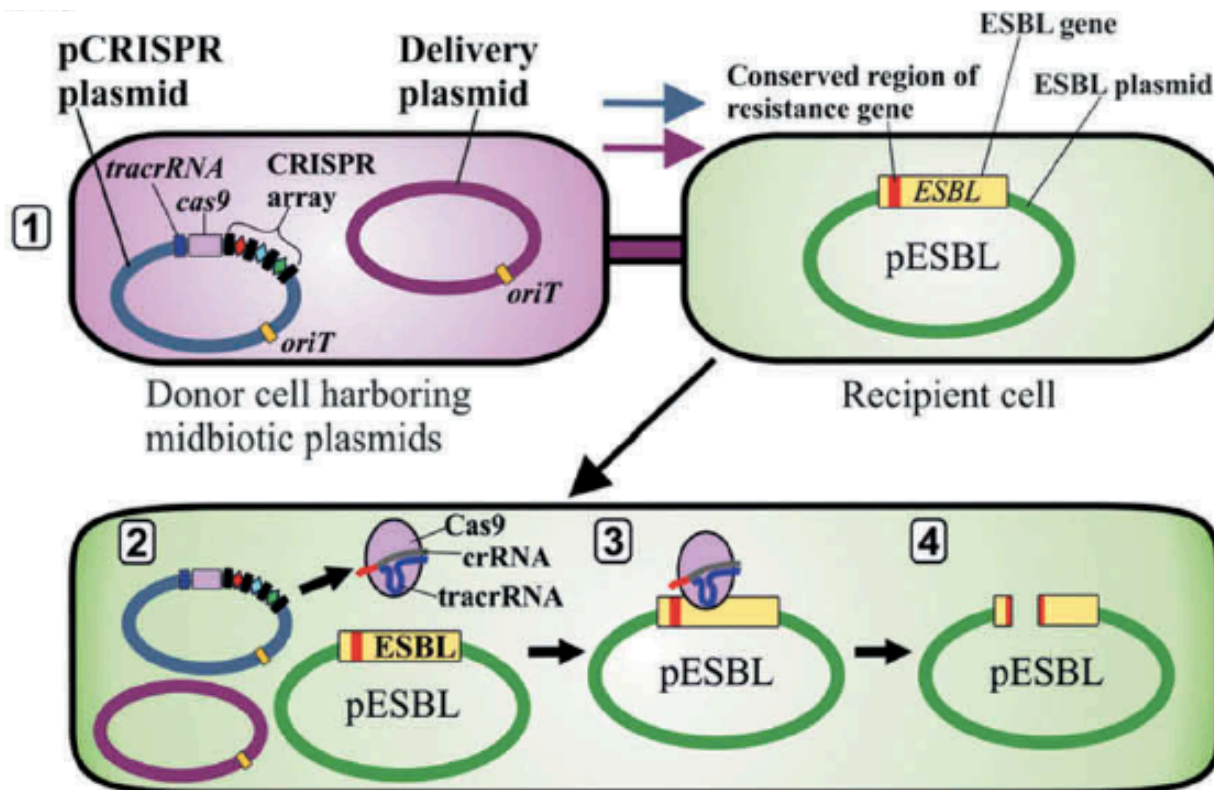 pCRISPR
plasmid
Delivery
plasmid
ESBL gene
Conserved region of
resistance gene
ESBL plasmid
tracrRNA
cas9
CRISPR
array
1
ESBL
pESBL
oriT
oriT
Donor cell harboring
midbiotic plasmids
Recipient cell
2
Cas9
crRNA
tracrRNA
3
4
ESBL
pESBL
pESBL
pESBL